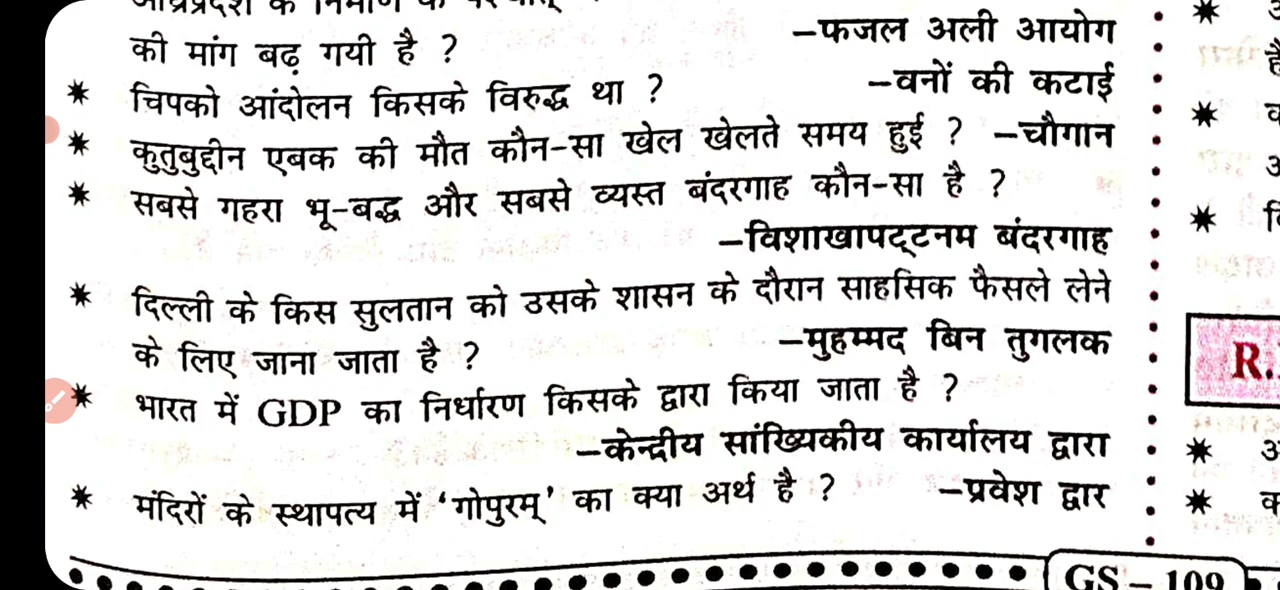 की मांग बढ़ गयी है ? –फजल अली आयोग
* चिपको आंदोलन किसके विरुद्ध था ? –वनों की कटाई
* कुतुबुद्दीन एबक की मौत कौन-सा खेल खेलते समय हुई ? –चौगान
* सबसे गहरा भू-बद्ध और सबसे व्यस्त बंदरगाह कौन-सा है ?
–विशाखापट्टनम बंदरगाह
* दिल्ली के किस सुलतान को उसके शासन के दौरान साहसिक फैसले लेने
के लिए जाना जाता है ? –मुहम्मद बिन तुगलक
* भारत में GDP का निर्धारण किसके द्वारा किया जाता है ?
–केन्द्रीय सांख्यिकीय कार्यालय द्वारा
* मंदिरों के स्थापत्य में ‘गोपुरम्’ का क्या अर्थ है ? –प्रवेश द्वार
GS – 109
R.